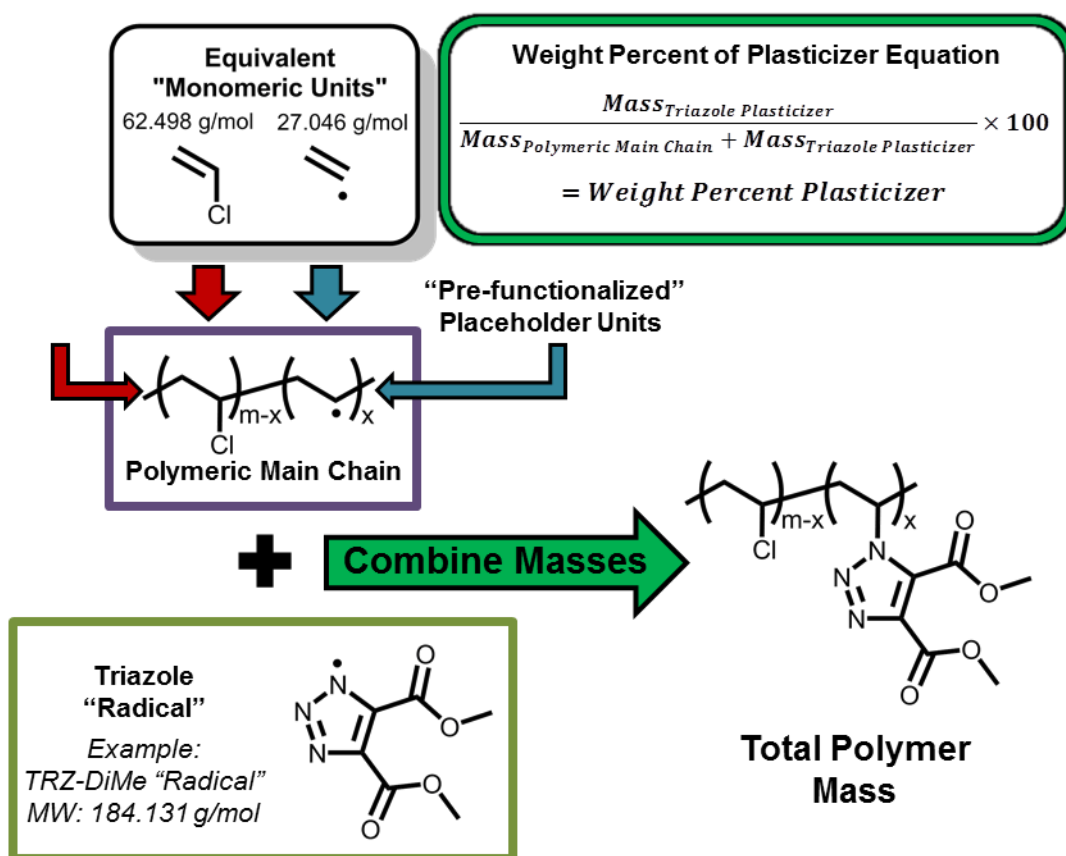 Equivalent
"Monomeric Units"
62.498 g/mol 27.046 g/mol
Cl
Weight Percent of Plasticizer Equation
Mass_Triazole Plasticizer
Mass_Polymeric Main Chain + Mass_Triazole Plasticizer × 100
= Weight Percent Plasticizer
“Pre-functionalized”
Placeholder Units
m-x x
Cl
Polymeric Main Chain
Combine Masses
m-x x
Cl
N
N
N
O
O
O
O
Triazole
“Radical”
Example:
TRZ-DiMe “Radical”
MW: 184.131 g/mol
N
N
N
O
O
O
O
Total Polymer
Mass